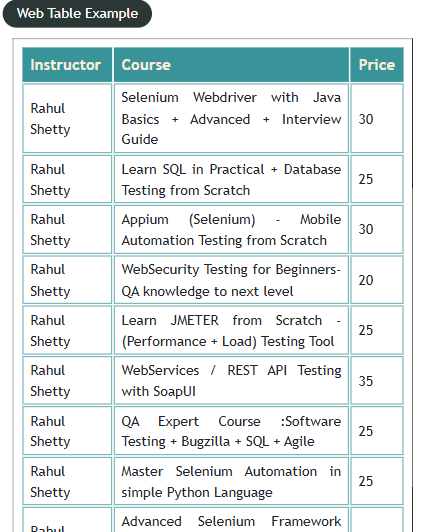 Web Table Example
Instructor Course Price
Rahul Shetty Selenium Webdriver with Java Basics + Advanced + Interview Guide 30
Rahul Shetty Learn SQL in Practical + Database Testing from Scratch 25
Rahul Shetty Appium (Selenium) - Mobile Automation Testing from Scratch 30
Rahul Shetty WebSecurity Testing for Beginners-QA knowledge to next level 20
Rahul Shetty Learn JMETER from Scratch - (Performance + Load) Testing Tool 25
Rahul Shetty WebServices / REST API Testing with SoapUI 35
Rahul Shetty QA Expert Course :Software Testing + Bugzilla + SQL + Agile 25
Rahul Shetty Master Selenium Automation in simple Python Language 25
Rahul Advanced Selenium Framework